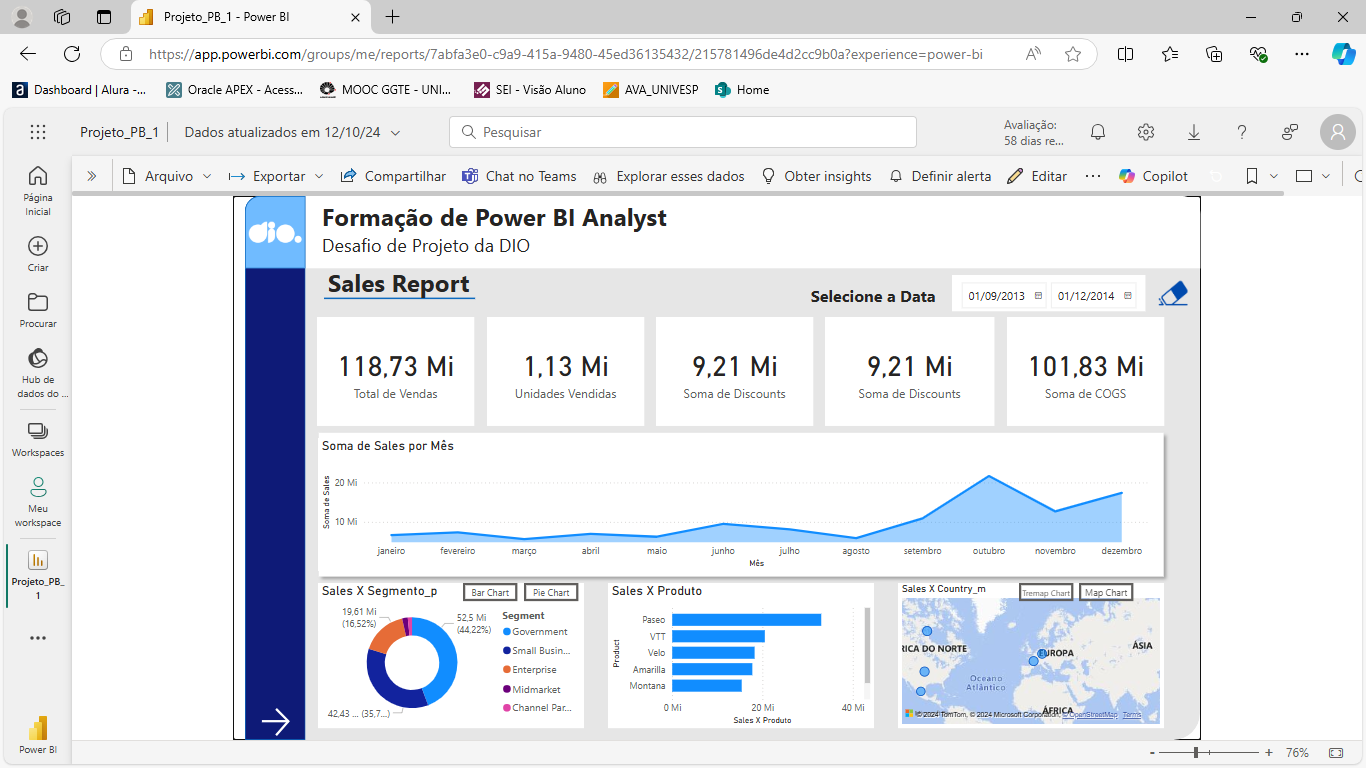 Projeto_PB_1 - Power BI
https://app.powerbi.com/groups/me/reports/7abfa3e0-c9a9-415a-9480-45ed36135432/215781496de4d2cc9b0a?experience=power-bi
Dashboard | Alura -...
Oracle APEX - Acess...
MOOC GGTE - UNI...
SEI - Visão Aluno
AVA_UNIVESP
Home
Projeto_PB_1
Dados atualizados em 12/10/24
Pesquisar
Avaliação:
58 dias re...
Arquivo
Exportar
Compartilhar
Chat no Teams
Explorar esses dados
Obter insights
Definir alerta
Editar
Copilot
Página
Inicial
Criar
Procurar
Hub de
dados do ...
Workspaces
Meu
workspace
Projeto_PB_
1
Power BI
dio.
Formação de Power BI Analyst
Desafio de Projeto da DIO
Sales Report
Selecione a Data
01/09/2013
01/12/2014
118,73 Mi
Total de Vendas
1,13 Mi
Unidades Vendidas
9,21 Mi
Soma de Discounts
9,21 Mi
Soma de Discounts
101,83 Mi
Soma de COGS
Soma de Sales por Mês
Soma de Sales
20 Mi
10 Mi
janeiro
fevereiro
março
abril
maio
junho
julho
agosto
setembro
outubro
novembro
dezembro
Mês
Sales X Segmento_p
Bar Chart
Pie Chart
19,61 Mi
(16,52%)
52,5 Mi
(44,22%)
42,43 ... (35,7...)
Segment
Government
Small Busin...
Enterprise
Midmarket
Channel Par...
Sales X Produto
Product
Paseo
VTT
Velo
Amarilla
Montana
0 Mi
20 Mi
40 Mi
Sales X Produto
Sales X Country_m
Tremap Chart
Map Chart
RICA DO NORTE
EUROPA
ÁSIA
Oceano
Atlântico
ÁFRICA
© 2024 TomTom, © 2024 Microsoft Corporation, © OpenStreetMap Terms
76%